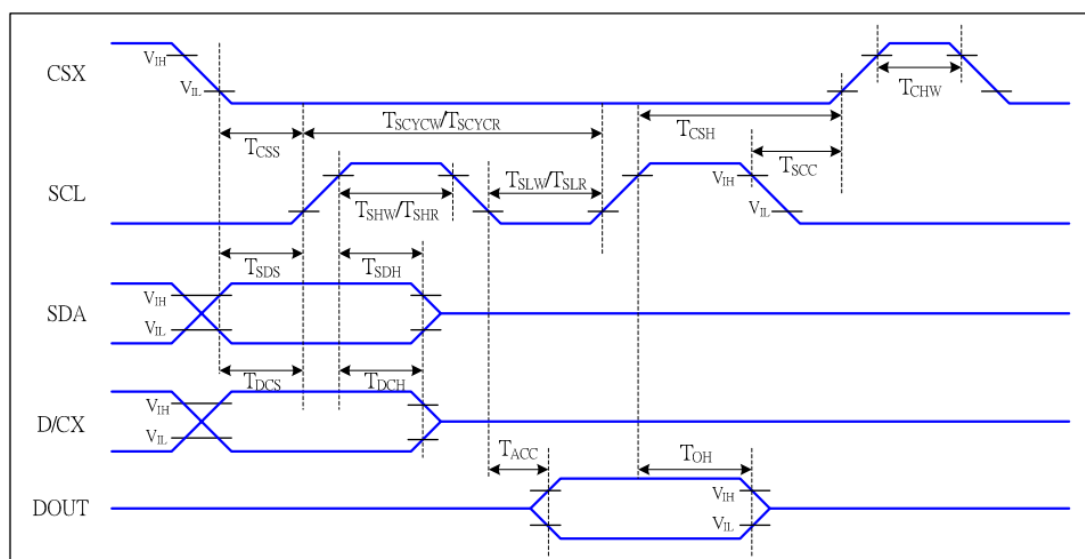 CSX
VIH
VIL
TCHW
TSCYCW/TSCYCR
TCSS
TCSH
TSCC
SCL
TSLW/TSLR
TSHW/TSHR
VIH
VIL
TSDS
TSDH
SDA
VIH
VIL
TDCS
TDCH
D/CX
VIH
VIL
TACC
TOH
DOUT
VIH
VIL